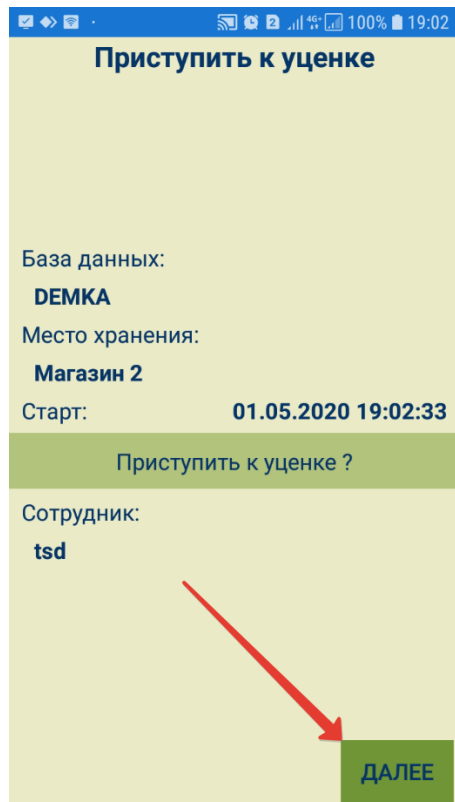 2 4G+ 100% 19:02
Приступить к уценке
База данных:
DEMKA
Место хранения:
Магазин 2
Старт: 01.05.2020 19:02:33
Приступить к уценке ?
Сотрудник:
tsd
ДАЛЕЕ